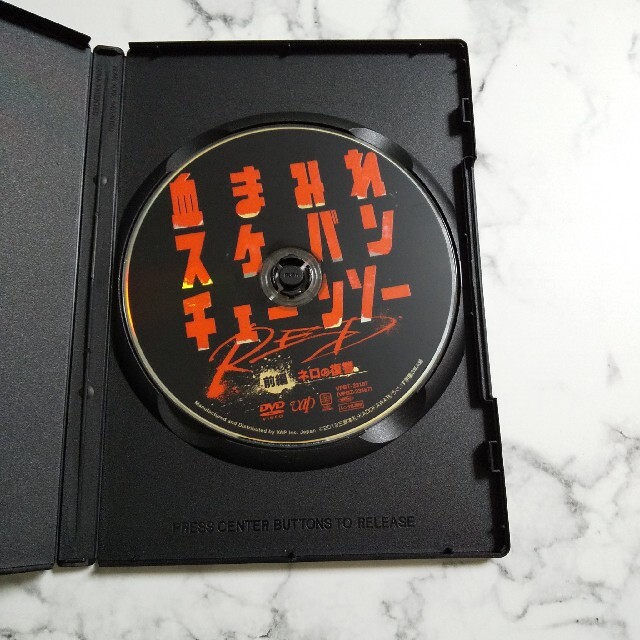 血まみれ
スケバン
チェーンソー
RED
前編 ネロの復讐
DVD
VIDEO
vap
Manufactured and Distributed by VAP Inc. Japan
PRESS CENTER BUTTONS TO RELEASE